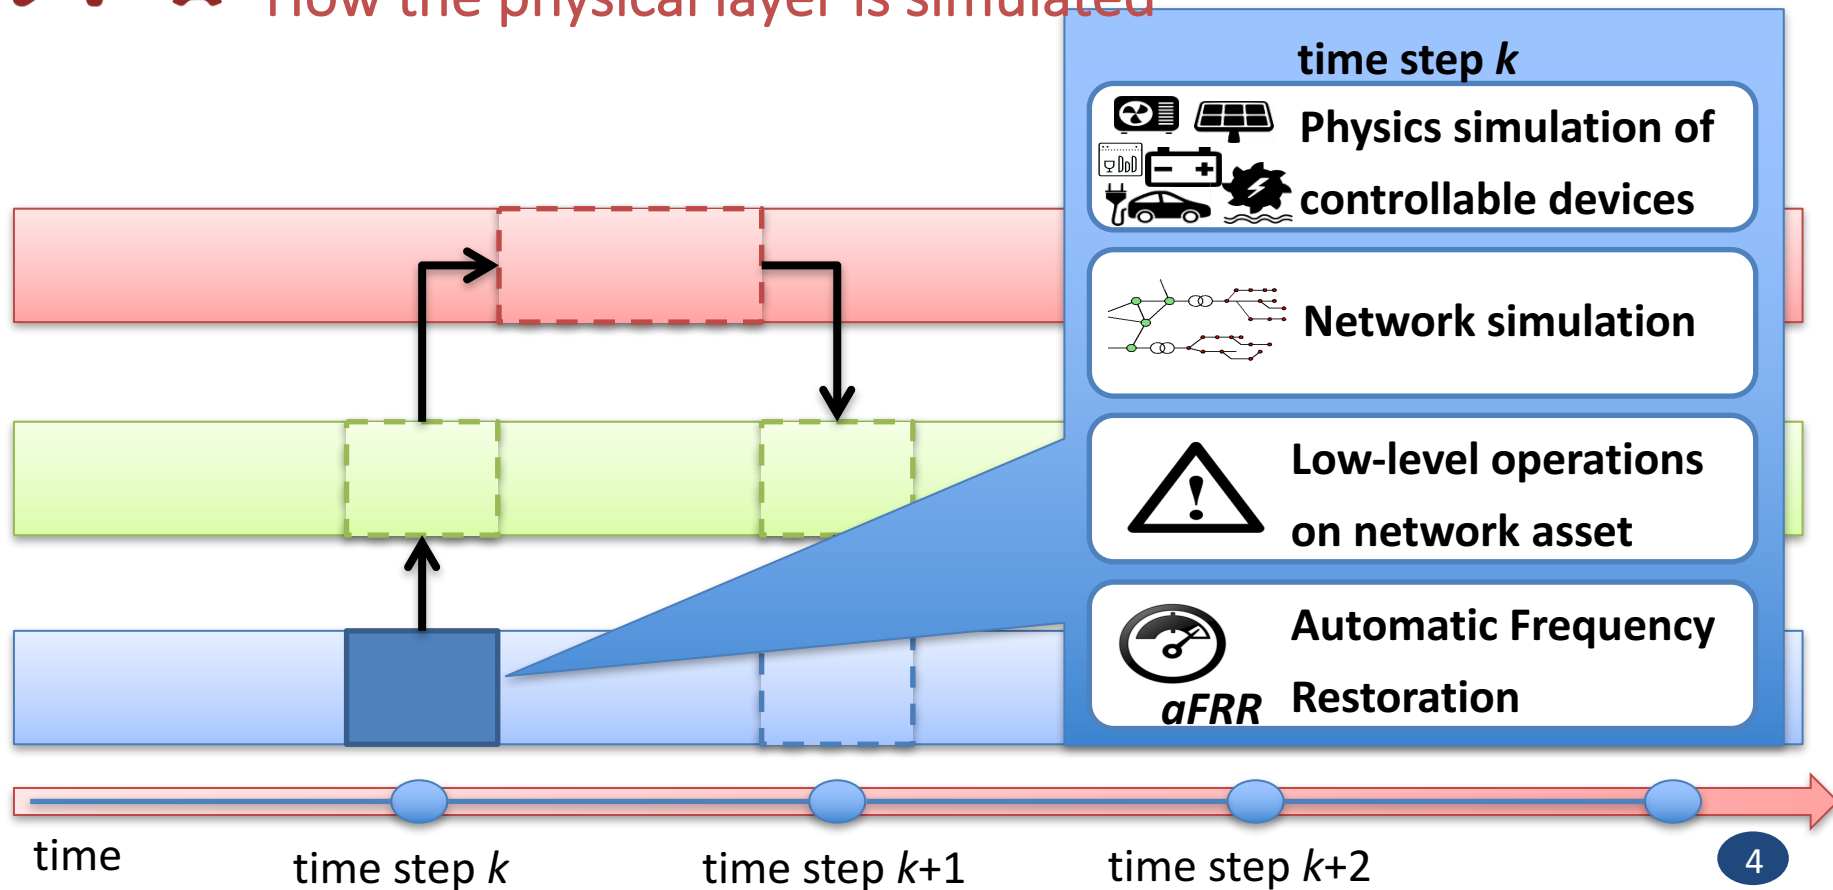 How the physical layer is simulated
time step k
Physics simulation of
controllable devices
Network simulation
Low-level operations
on network asset
Automatic Frequency
Restoration
aFRR
time
time step k
time step k+1
time step k+2
4